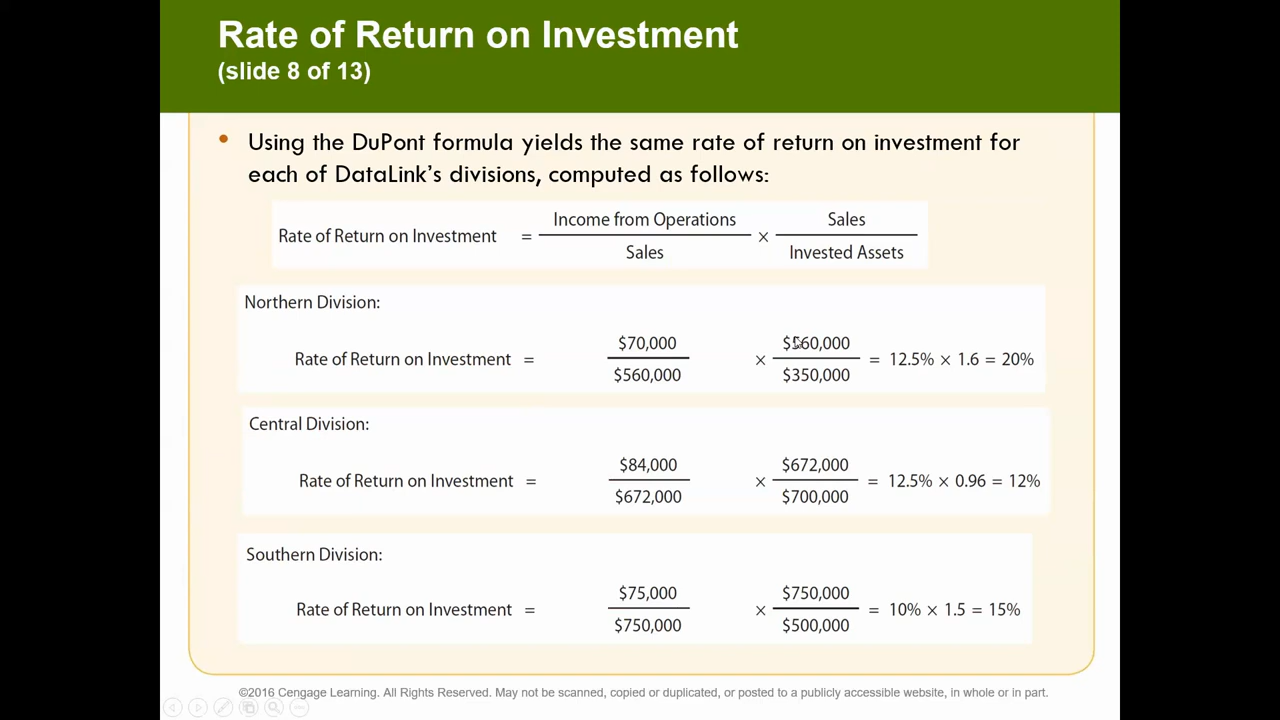 Rate of Return on Investment
(slide 8 of 13)
• Using the DuPont formula yields the same rate of return on investment for
each of DataLink's divisions, computed as follows:
Rate of Return on Investment = Income from Operations / Sales × Sales / Invested Assets
Northern Division:
Rate of Return on Investment = $70,000 / $560,000 × $560,000 / $350,000 = 12.5% × 1.6 = 20%
Central Division:
Rate of Return on Investment = $84,000 / $672,000 × $672,000 / $700,000 = 12.5% × 0.96 = 12%
Southern Division:
Rate of Return on Investment = $75,000 / $750,000 × $750,000 / $500,000 = 10% × 1.5 = 15%
©2016 Cengage Learning. All Rights Reserved. May not be scanned, copied or duplicated, or posted to a publicly accessible website, in whole or in part.